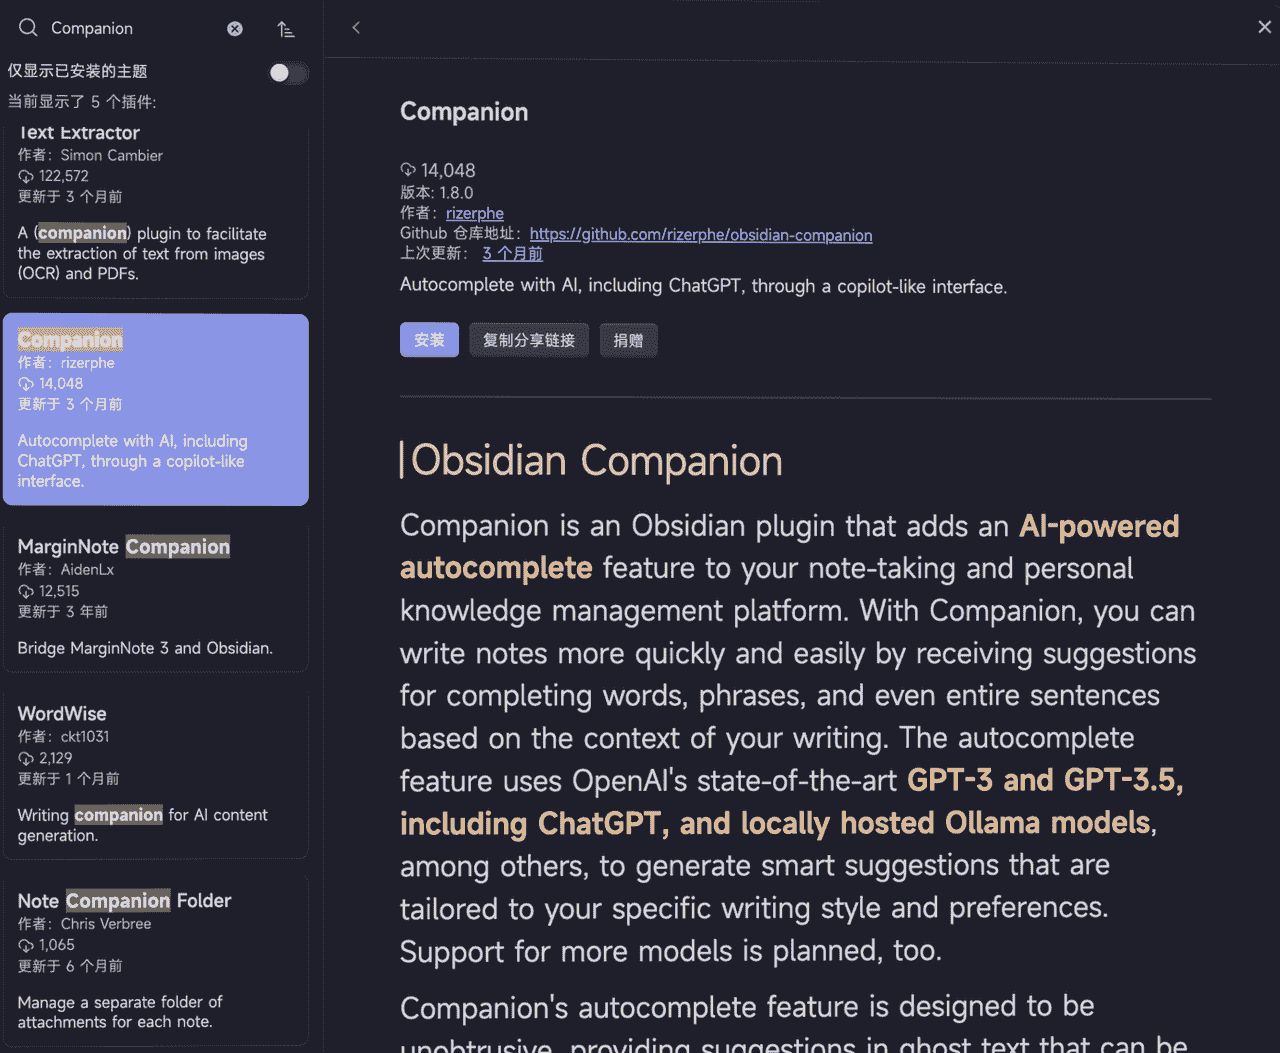 Companion
仅显示已安装的主题
当前显示了 5 个插件:
Text Extractor
作者：Simon Cambier
122,572
更新于 3 个月前
A (companion) plugin to facilitate
the extraction of text from images
(OCR) and PDFs.
Companion
作者：rizerphe
14,048
更新于 3 个月前
Autocomplete with AI, including
ChatGPT, through a copilot-like
interface.
MarginNote Companion
作者：AidenLx
12,515
更新于 3 年前
Bridge MarginNote 3 and Obsidian.
WordWise
作者：ckt1031
2,129
更新于 1 个月前
Writing companion for AI content
generation.
Note Companion Folder
作者：Chris Verbree
1,065
更新于 6 个月前
Manage a separate folder of
attachments for each note.
Companion
14,048
版本: 1.8.0
作者：rizerphe
Github 仓库地址：https://github.com/rizerphe/obsidian-companion
上次更新： 3 个月前
Autocomplete with AI, including ChatGPT, through a copilot-like interface.
安装 复制分享链接 捐赠
Obsidian Companion
Companion is an Obsidian plugin that adds an AI-powered
autocomplete feature to your note-taking and personal
knowledge management platform. With Companion, you can
write notes more quickly and easily by receiving suggestions
for completing words, phrases, and even entire sentences
based on the context of your writing. The autocomplete
feature uses OpenAI's state-of-the-art GPT-3 and GPT-3.5,
including ChatGPT, and locally hosted Ollama models,
among others, to generate smart suggestions that are
tailored to your specific writing style and preferences.
Support for more models is planned, too.
Companion's autocomplete feature is designed to be
unobtrusive, providing suggestions in ghost text that can be